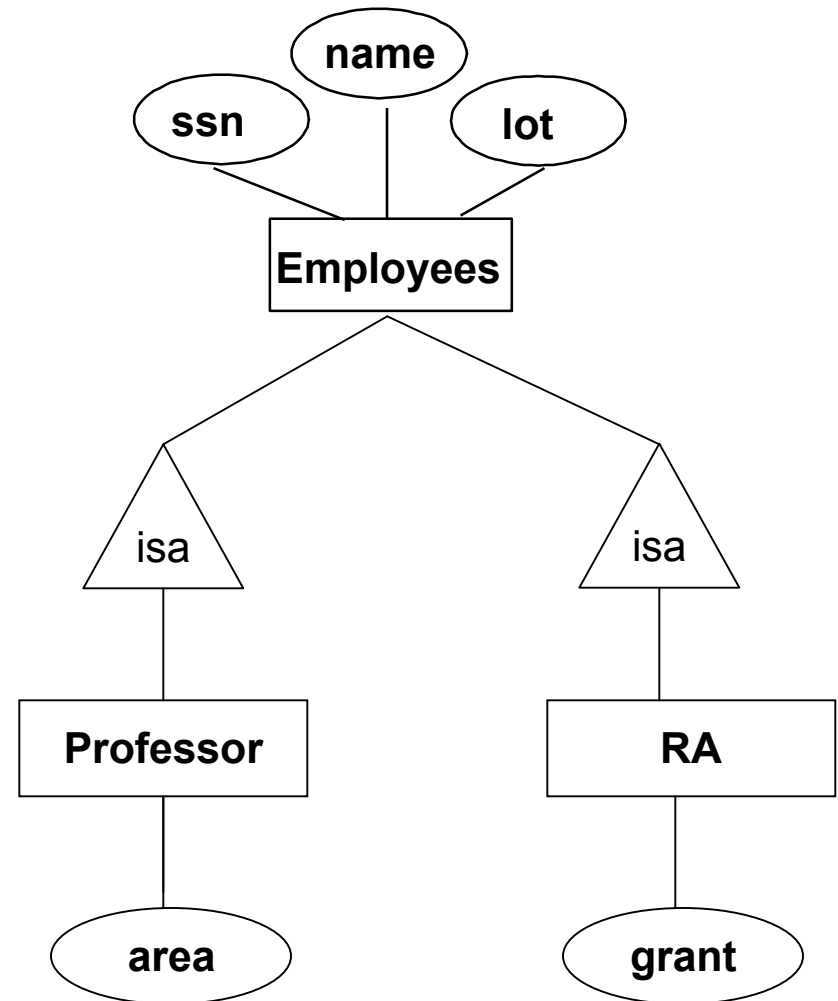 name
ssn
lot
Employees
isa
isa
Professor
RA
area
grant